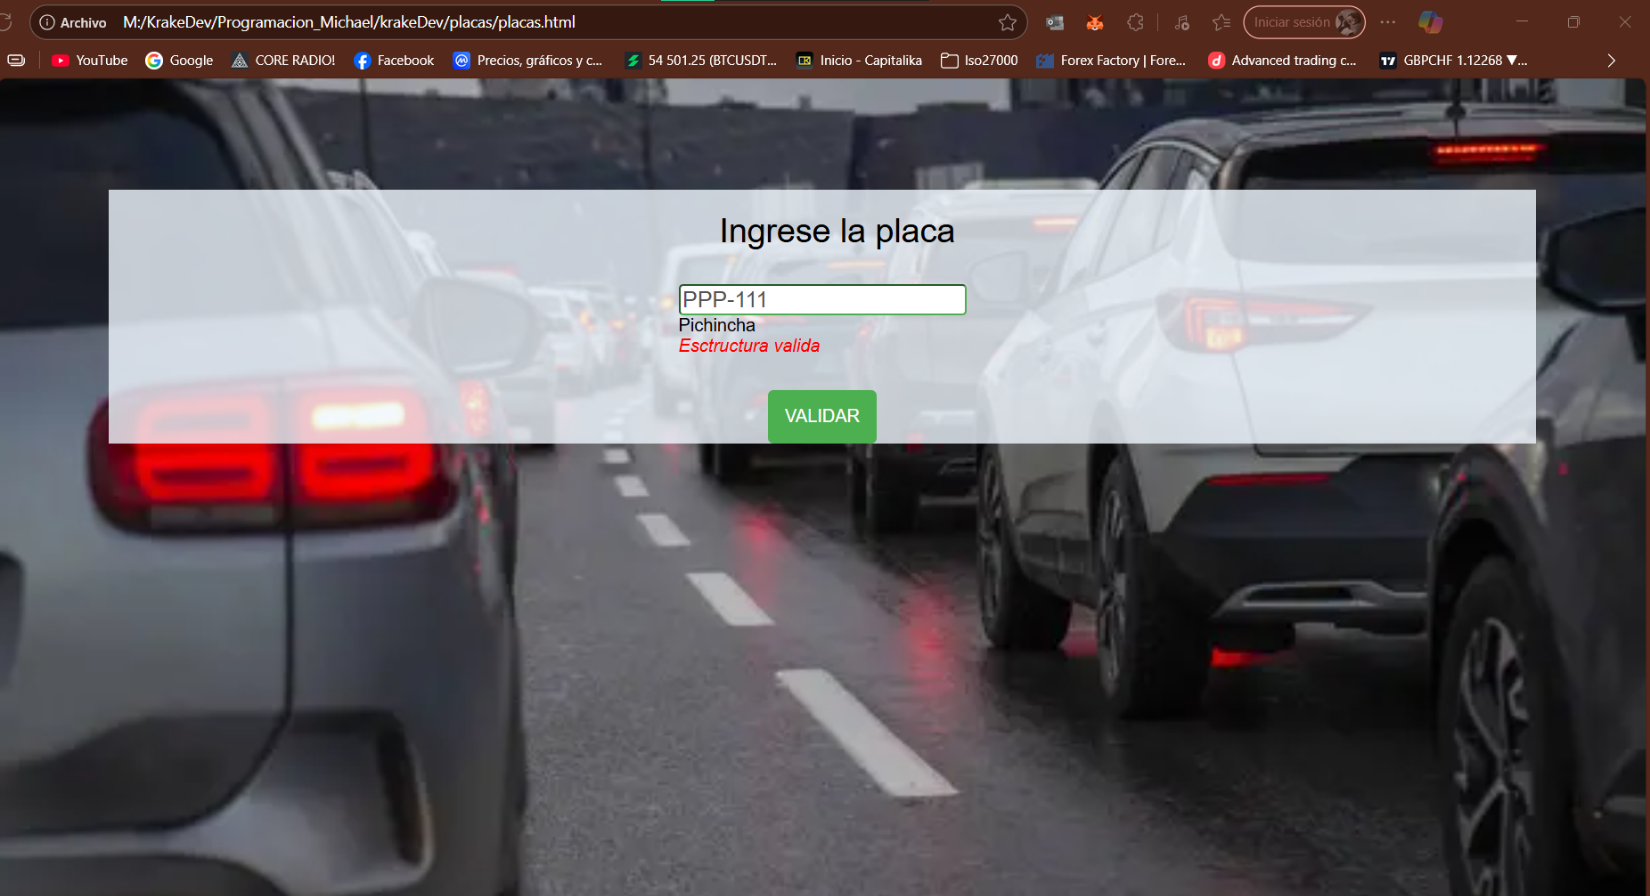 Archivo M:/KrakeDev/Programacion_Michael/krakeDev/placas/placas.html Iniciar sesión
YouTube Google CORE RADIO! Facebook Precios, gráficos y c... 54 501.25 (BTCUSDT... Inicio - Capitalika Iso27000 Forex Factory | Fore... Advanced trading c... GBPCHF 1.12268 ▼...
Ingrese la placa
PPP-111
Pichincha
Esctructura valida
VALIDAR